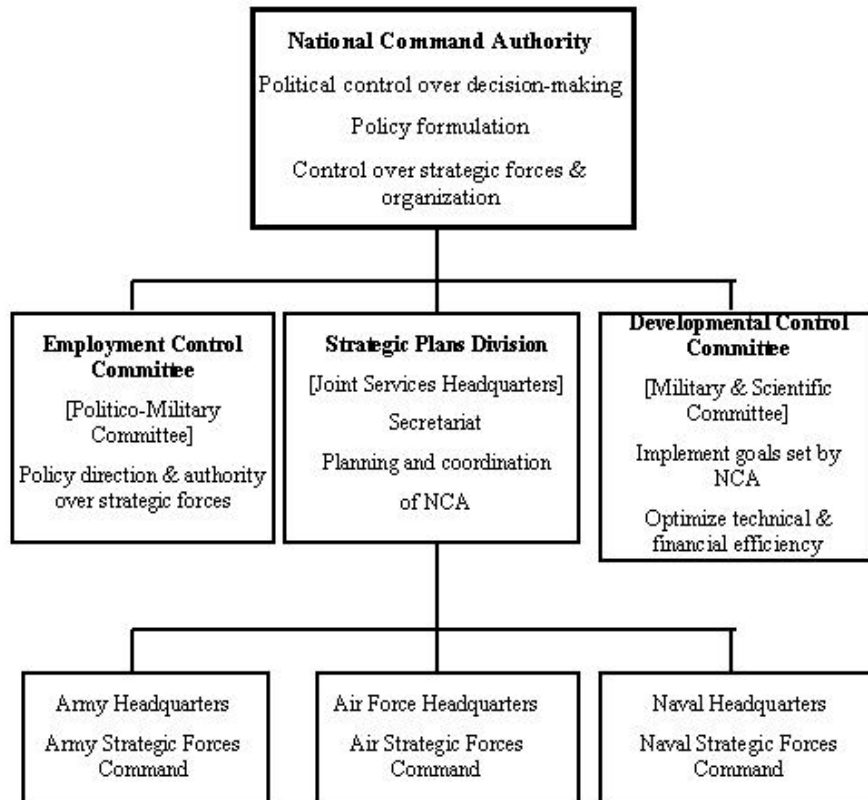 National Command Authority
Political control over decision-making
Policy formulation
Control over strategic forces &
organization
Employment Control
Committee
[Politico-Military
Committee]
Policy direction & authority
over strategic forces
Strategic Plans Division
[Joint Services Headquarters]
Secretariat
Planning and coordination
of NCA
Developmental Control
Committee
[Military & Scientific
Committee]
Implement goals set by
NCA
Optimize technical &
financial efficiency
Army Headquarters
Army Strategic Forces
Command
Air Force Headquarters
Air Strategic Forces
Command
Naval Headquarters
Naval Strategic Forces
Command